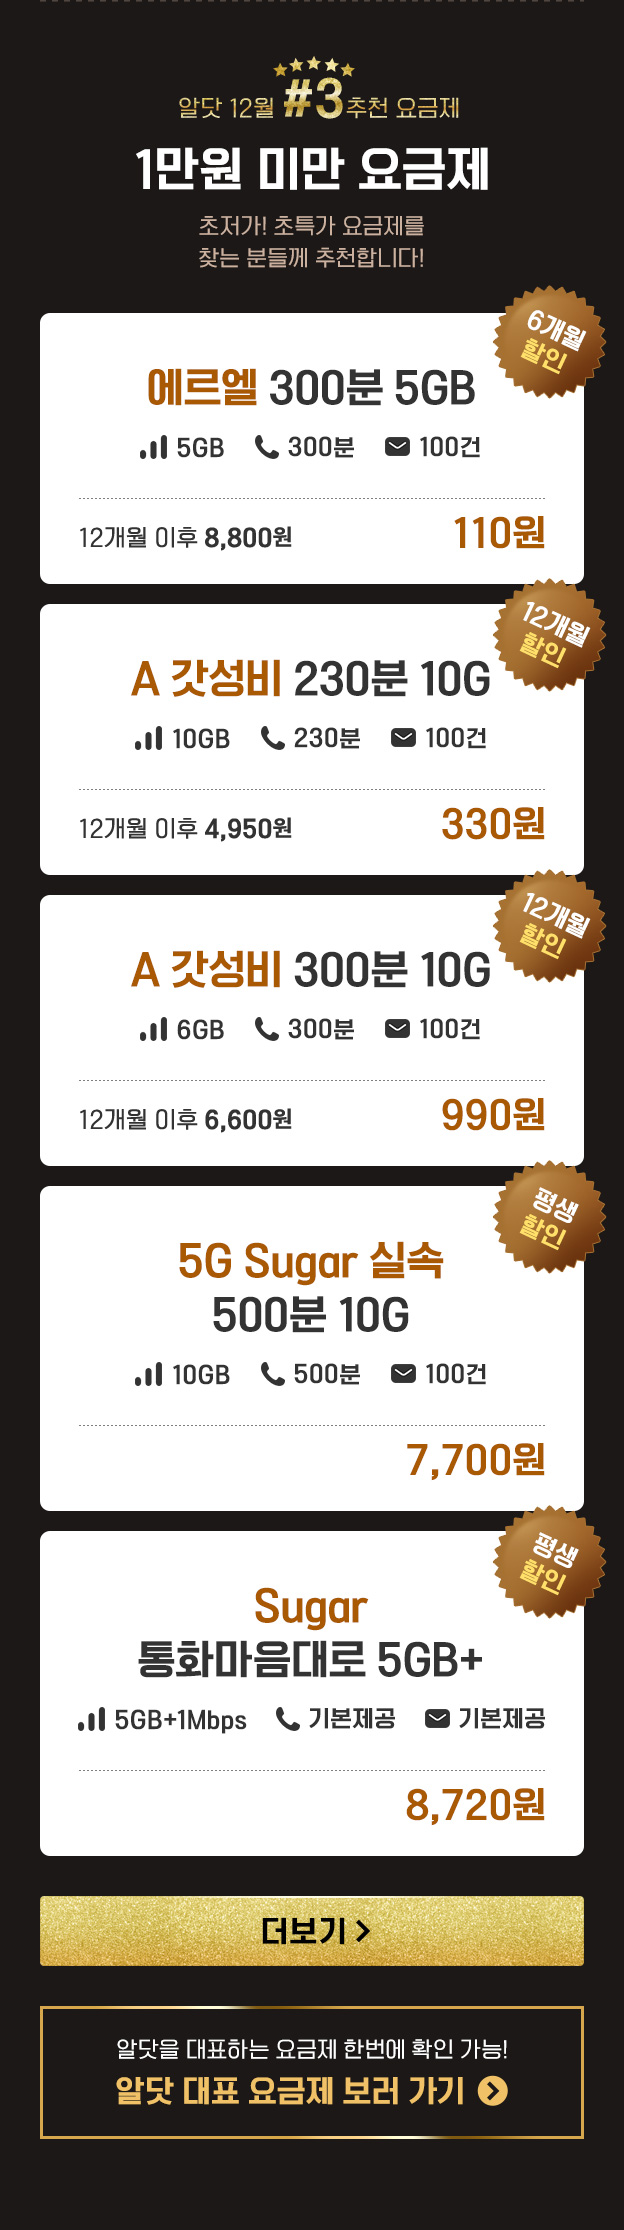 알닷 12월 #3 추천 요금제
1만원 미만 요금제
초저가! 초특가 요금제를
찾는 분들께 추천합니다!
6개월
할인
에르엘 300분 5GB
5GB 300분 100건
12개월 이후 8,800원 110원
12개월
할인
A 갓성비 230분 10G
10GB 230분 100건
12개월 이후 4,950원 330원
12개월
할인
A 갓성비 300분 10G
6GB 300분 100건
12개월 이후 6,600원 990원
평생
할인
5G Sugar 실속
500분 10G
10GB 500분 100건
7,700원
평생
할인
Sugar
통화마음대로 5GB+
5GB+1Mbps 기본제공 기본제공
8,720원
더보기
알닷을 대표하는 요금제 한번에 확인 가능!
알닷 대표 요금제 보러 가기